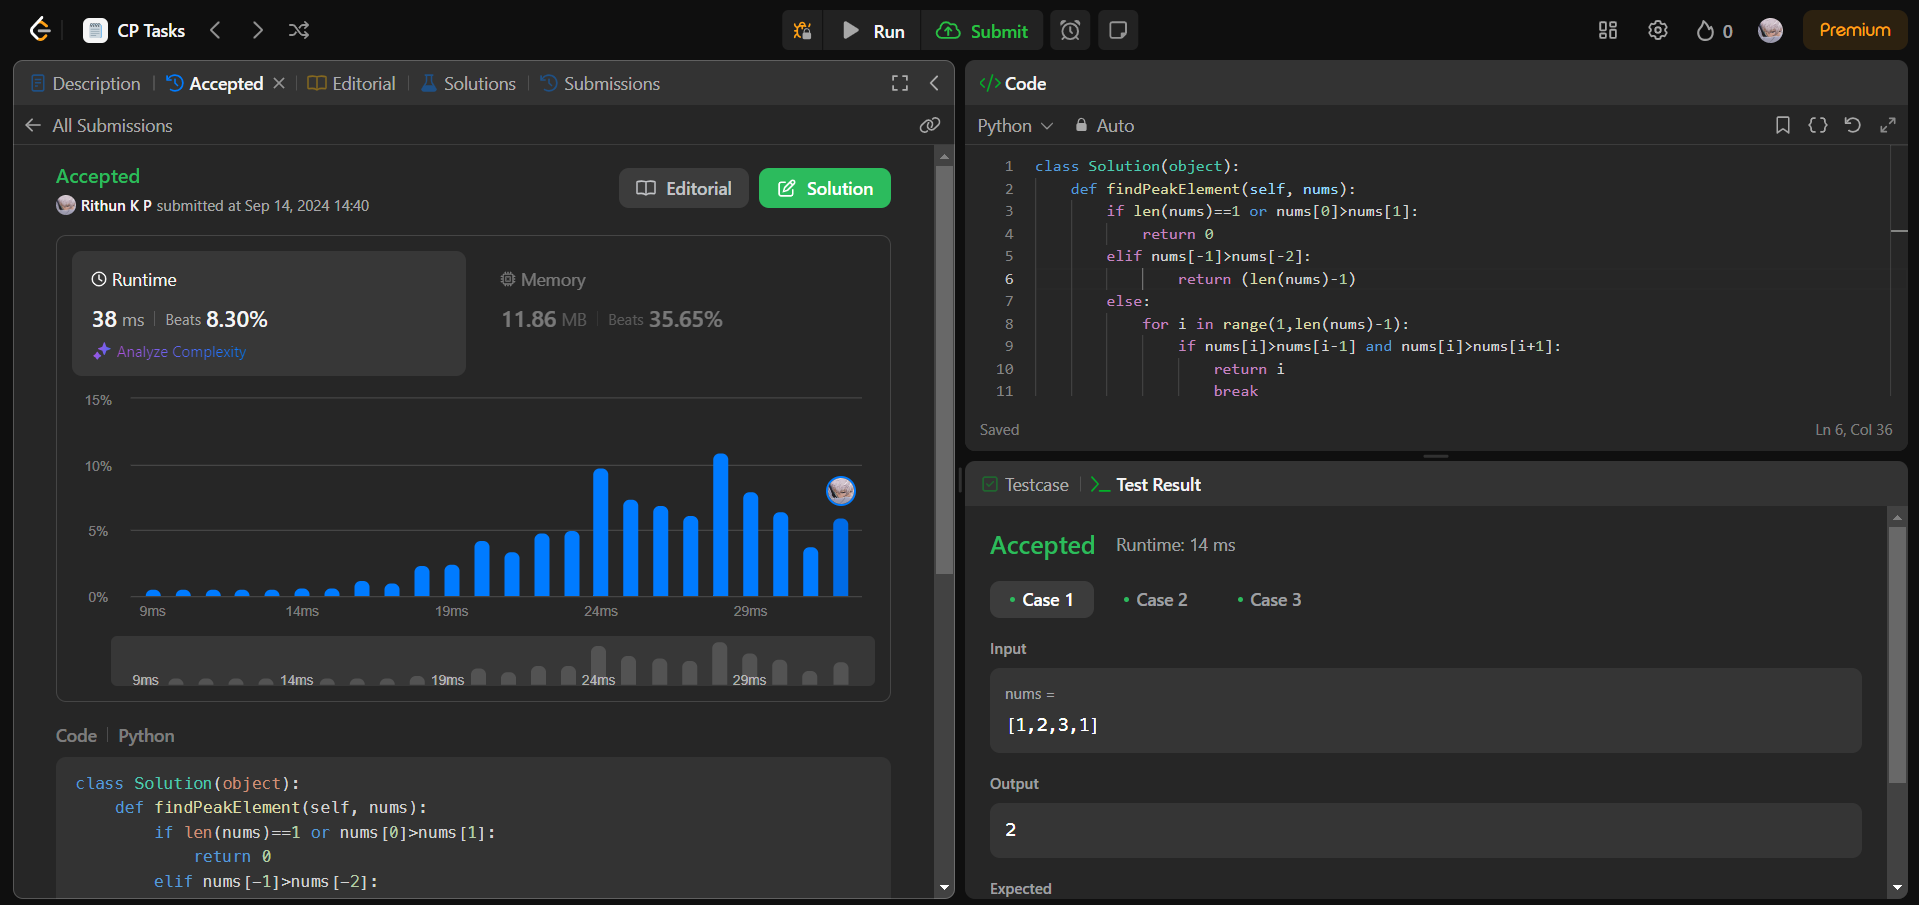 CP Tasks
Run
Submit
0
Premium
Description
Accepted
Editorial
Solutions
Submissions
All Submissions
Accepted
Rithun K P submitted at Sep 14, 2024 14:40
Editorial
Solution
Runtime
38 ms
Beats 8.30%
Analyze Complexity
Memory
11.86 MB
Beats 35.65%
15%
10%
5%
0%
9ms
14ms
19ms
24ms
29ms
9ms
14ms
19ms
24ms
29ms
Code
Python
class Solution(object):
    def findPeakElement(self, nums):
        if len(nums)==1 or nums[0]>nums[1]:
            return 0
        elif nums[-1]>nums[-2]:
Code
Python
Auto
1 class Solution(object):
2     def findPeakElement(self, nums):
3         if len(nums)==1 or nums[0]>nums[1]:
4             return 0
5         elif nums[-1]>nums[-2]:
6                 return (len(nums)-1)
7         else:
8             for i in range(1,len(nums)-1):
9                 if nums[i]>nums[i-1] and nums[i]>nums[i+1]:
10                     return i
11                     break
Saved
Ln 6, Col 36
Testcase
Test Result
Accepted
Runtime: 14 ms
Case 1
Case 2
Case 3
Input
nums =
[1,2,3,1]
Output
2
Expected